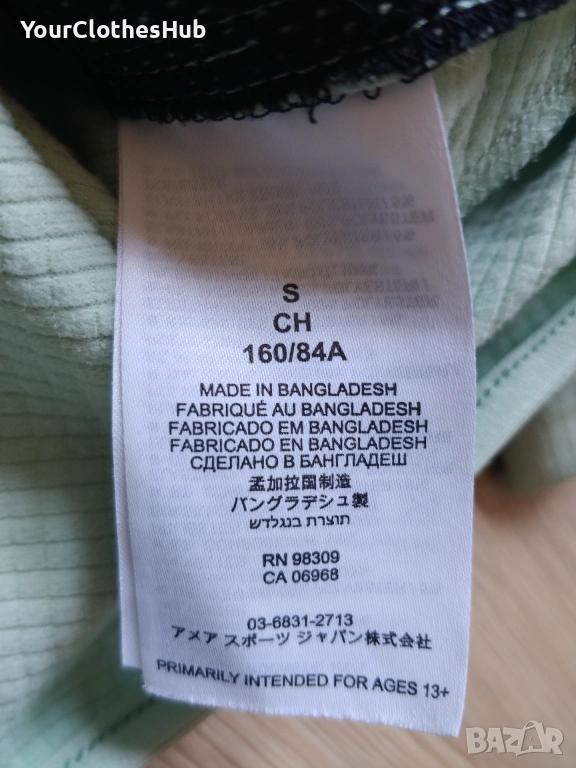 YourClothesHub
S
CH
160/84A
MADE IN BANGLADESH
FABRIQUÉ AU BANGLADESH
FABRICADO EM BANGLADESH
FABRICADO EN BANGLADESH
СДЕЛАНО В БАНГЛАДЕШ
孟加拉国制造
バングラデシュ製
תוצרת בנגלדש
RN 98309
CA 06968
03-6831-2713
アメア スポーツ ジャパン株式会社
PRIMARILY INTENDED FOR AGES 13+
BAZAR